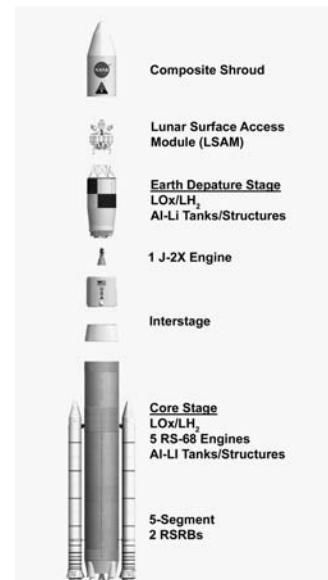 NASA
Composite Shroud
Lunar Surface Access
Module (LSAM)
Earth Depature Stage
LOx/LH₂
Al-Li Tanks/Structures
1 J-2X Engine
Interstage
Core Stage
LOx/LH₂
5 RS-68 Engines
Al-LI Tanks/Structures
5-Segment
2 RSRBs